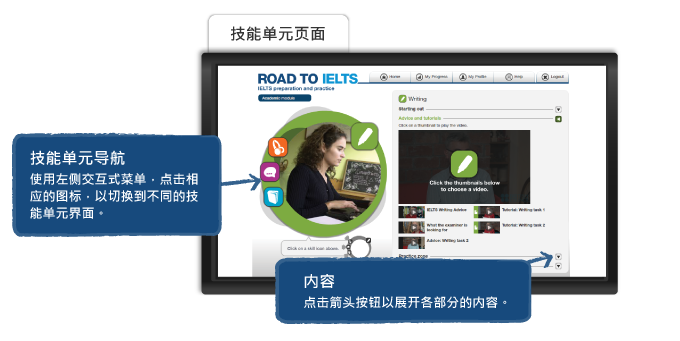 技能单元页面
ROAD TO IELTS
IELTS preparation and practice
Academic module
Home
My Progress
My Profile
Help
Logout
Writing
Starting out
Advice and tutorials
Click on a thumbnail to play the video.
Click the thumbnails below
to choose a video.
IELTS Writing Advice
Tutorial: Writing task 1
What the examiner is
looking for
Tutorial: Writing task 2
Advice: Writing task 2
Practice zone
Click on a skill icon above.
技能单元导航
使用左侧交互式菜单，点击相
应的图标，以切换到不同的技
能单元界面。
内容
点击箭头按钮以展开各部分的内容。